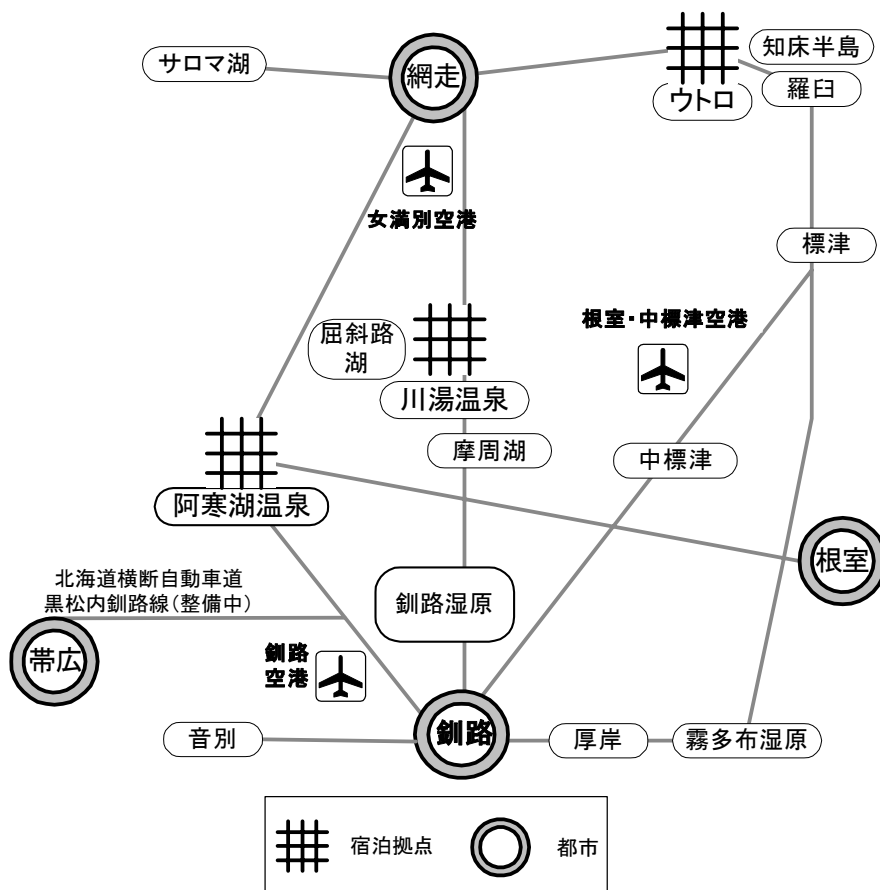 知床半島
サロマ湖
網走
ウトロ
羅臼
女満別空港
標津
根室・中標津空港
屈斜路
湖
川湯温泉
摩周湖
中標津
阿寒湖温泉
根室
北海道横断自動車道
黒松内釧路線(整備中)
釧路湿原
帯広
釧路
空港
釧路
音別
厚岸
霧多布湿原
宿泊拠点
都市